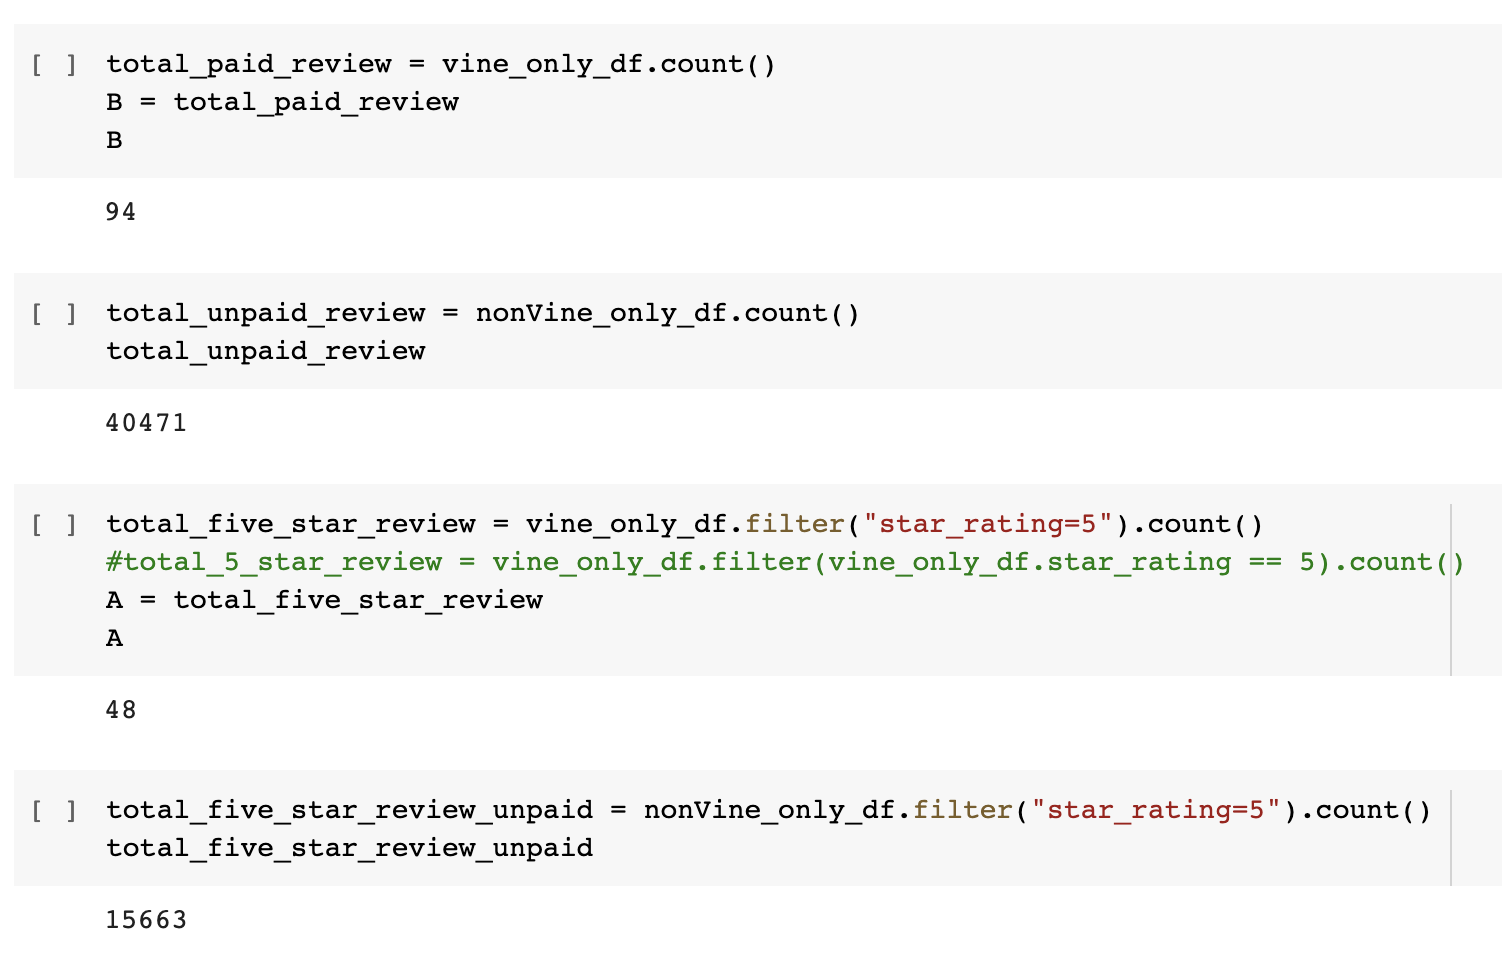 [ ] total_paid_review = vine_only_df.count()
B = total_paid_review
B
94
[ ] total_unpaid_review = nonVine_only_df.count()
total_unpaid_review
40471
[ ] total_five_star_review = vine_only_df.filter("star_rating=5").count()
#total_5_star_review = vine_only_df.filter(vine_only_df.star_rating == 5).count()
A = total_five_star_review
A
48
[ ] total_five_star_review_unpaid = nonVine_only_df.filter("star_rating=5").count()
total_five_star_review_unpaid
15663